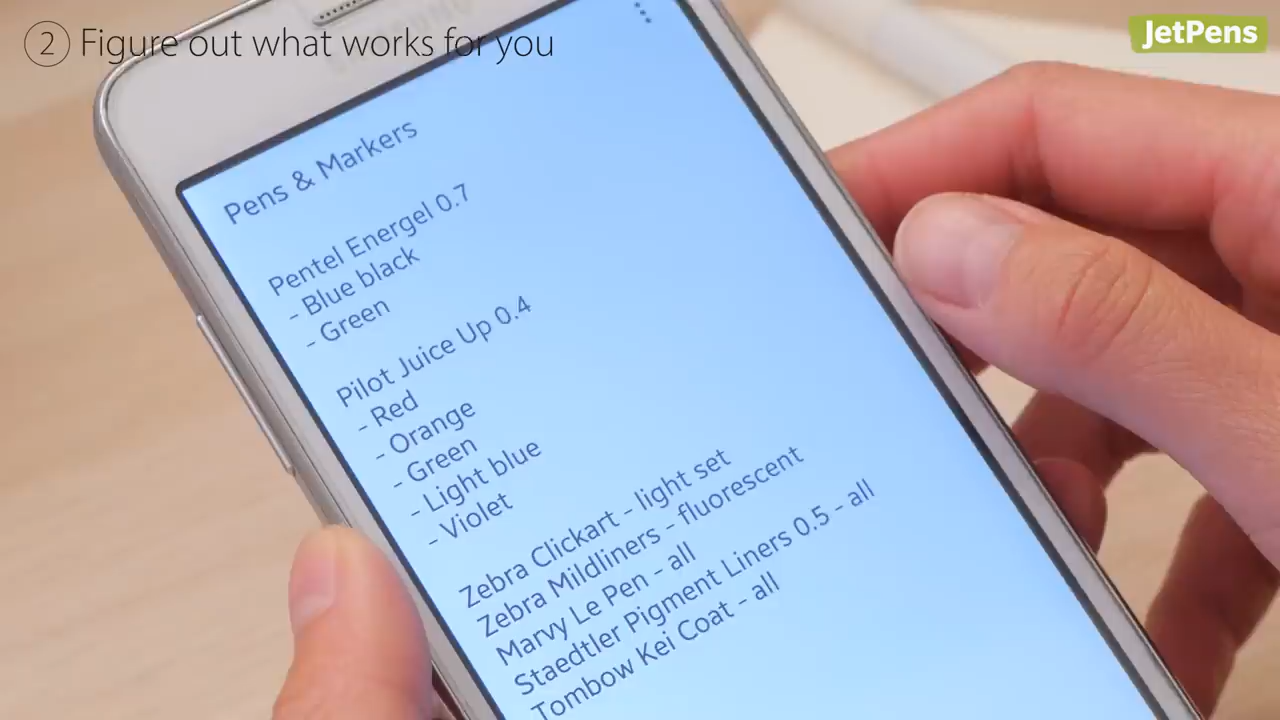 ② Figure out what works for you
JetPens
Pens & Markers
Pentel Energel 0.7
- Blue black
- Green
Pilot Juice Up 0.4
- Red
- Orange
- Green
- Light blue
- Violet
Zebra Clickart - light set
Zebra Mildliners - fluorescent
Marvy Le Pen - all
Staedtler Pigment Liners 0.5 - all
Tombow Kei Coat - all